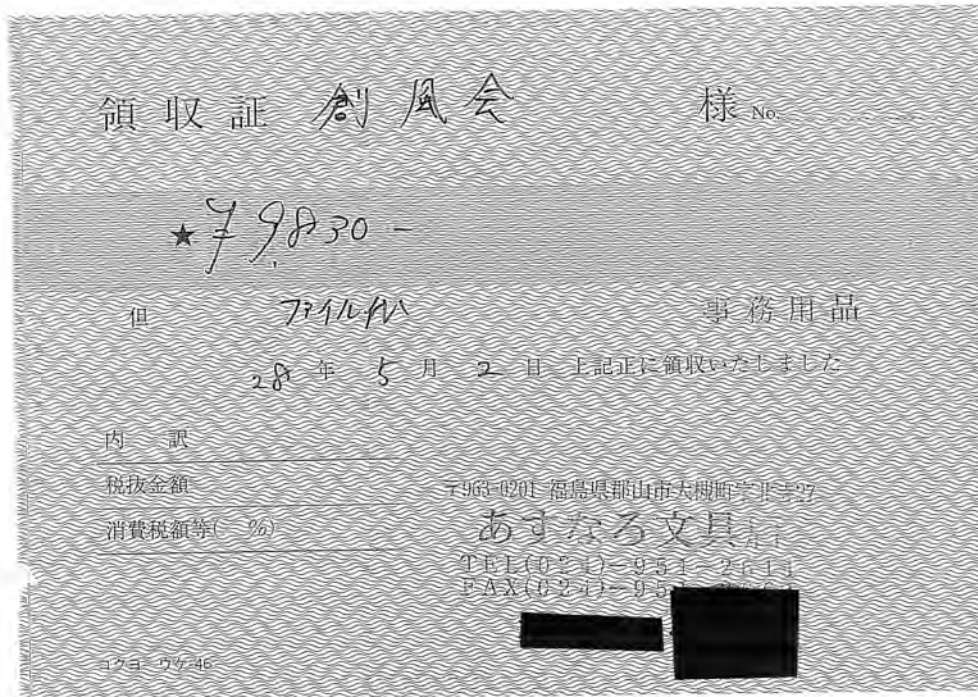 領収証 創風会 様 No.
★ ¥9,830-
但 ファイル代 事務用品
28年 5月 2日 上記正に領収いたしました
内 訳
税抜金額
消費税額等( %)
〒963-0201 福島県郡山市大槻町字北寺27
あすなろ文具
TEL(024)-951-2611
FAX(024)-951-
コクヨ ウケ-46